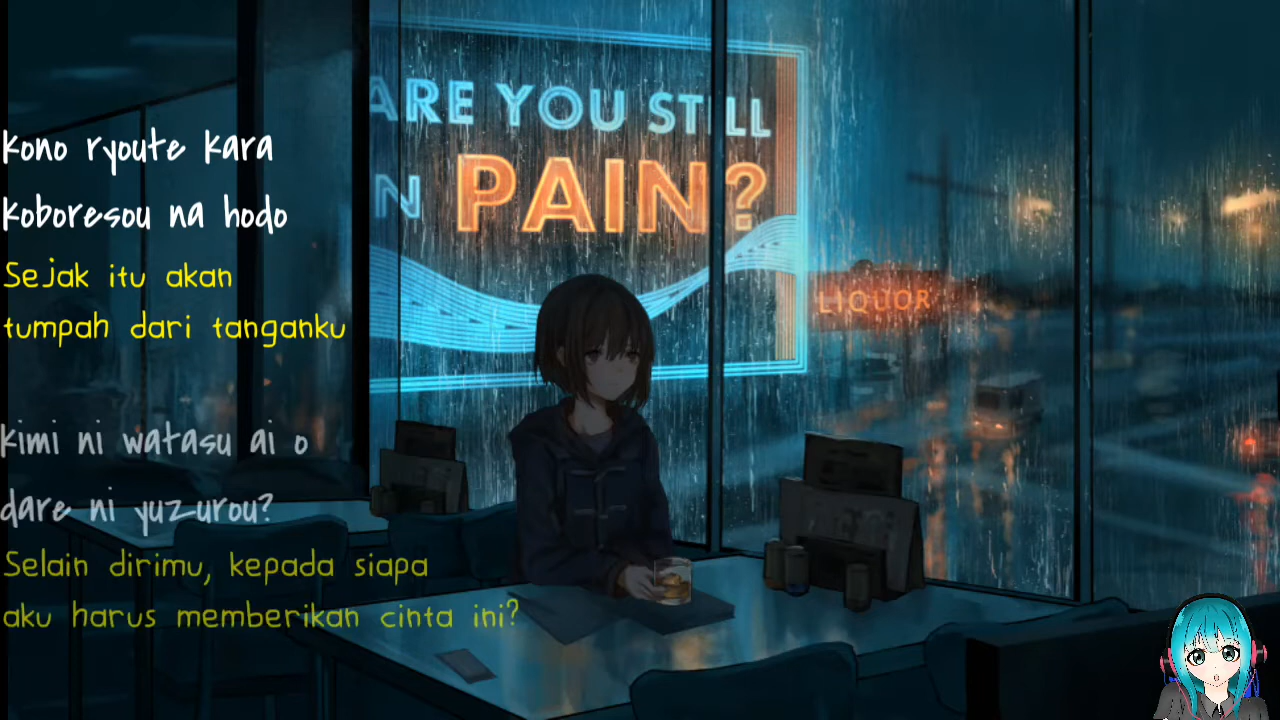 ARE YOU STILL
N PAIN?
LIQUOR
kono ryoute kara
koboresou na hodo
Sejak itu akan
tumpah dari tanganku
kimi ni watasu ai o
dare ni yuzurou?
Selain dirimu, kepada siapa
aku harus memberikan cinta ini?